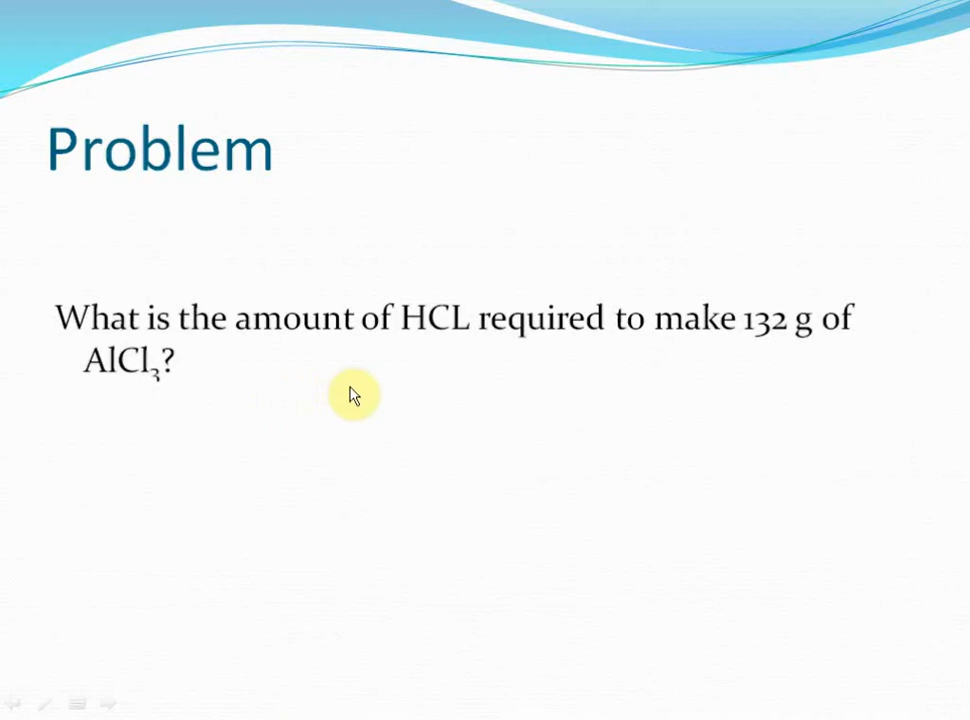 Problem
What is the amount of HCL required to make 132 g of
AlCl₃?